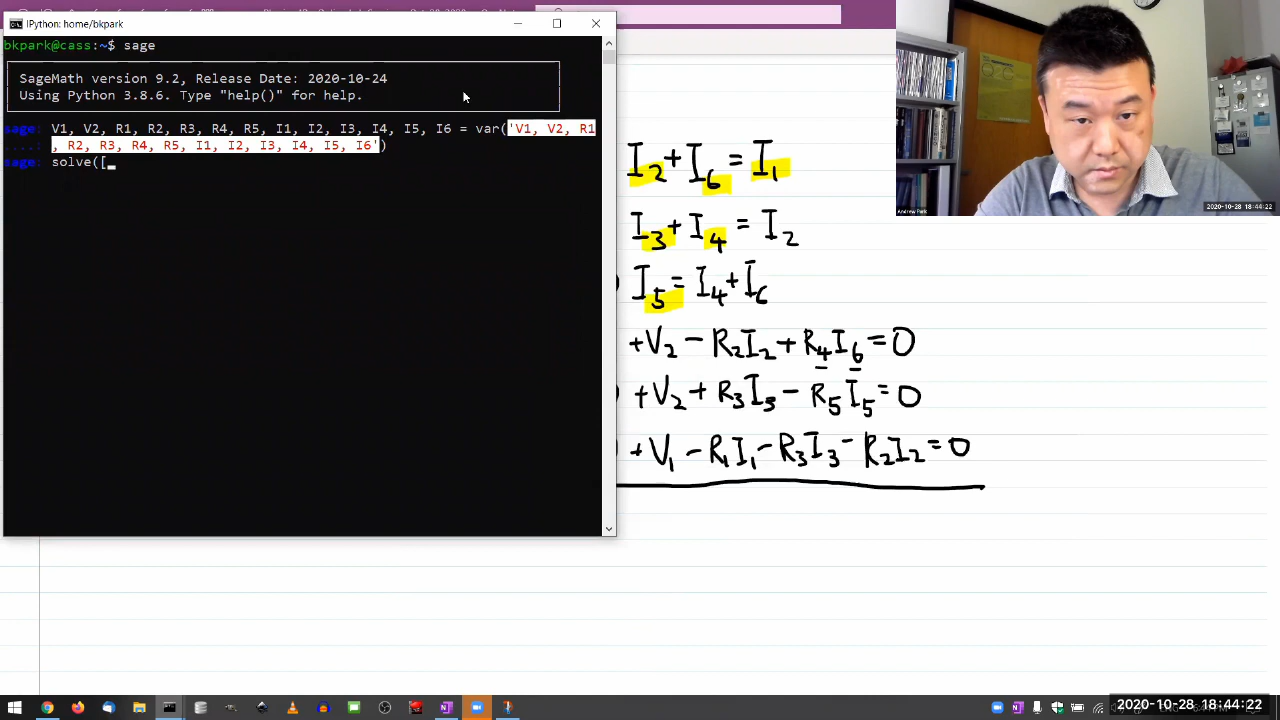 IPython: home/bkpark
bkpark@cass:~$ sage
SageMath version 9.2, Release Date: 2020-10-24
Using Python 3.8.6. Type "help()" for help.
sage: V1, V2, R1, R2, R3, R4, R5, I1, I2, I3, I4, I5, I6 = var('V1, V2, R1
....: , R2, R3, R4, R5, I1, I2, I3, I4, I5, I6')
sage: solve([
I₂+I₆=I₁
I₃+I₄=I₂
I₅=I₄+I₆
+V₂-R₂I₂+R₄I₆=0
+V₂+R₃I₃-R₅I₅=0
+V₁-R₁I₁-R₃I₃-R₂I₂=0
Andrew Park
2020-10-28 18:44:22
2020-10-28 18:44:22